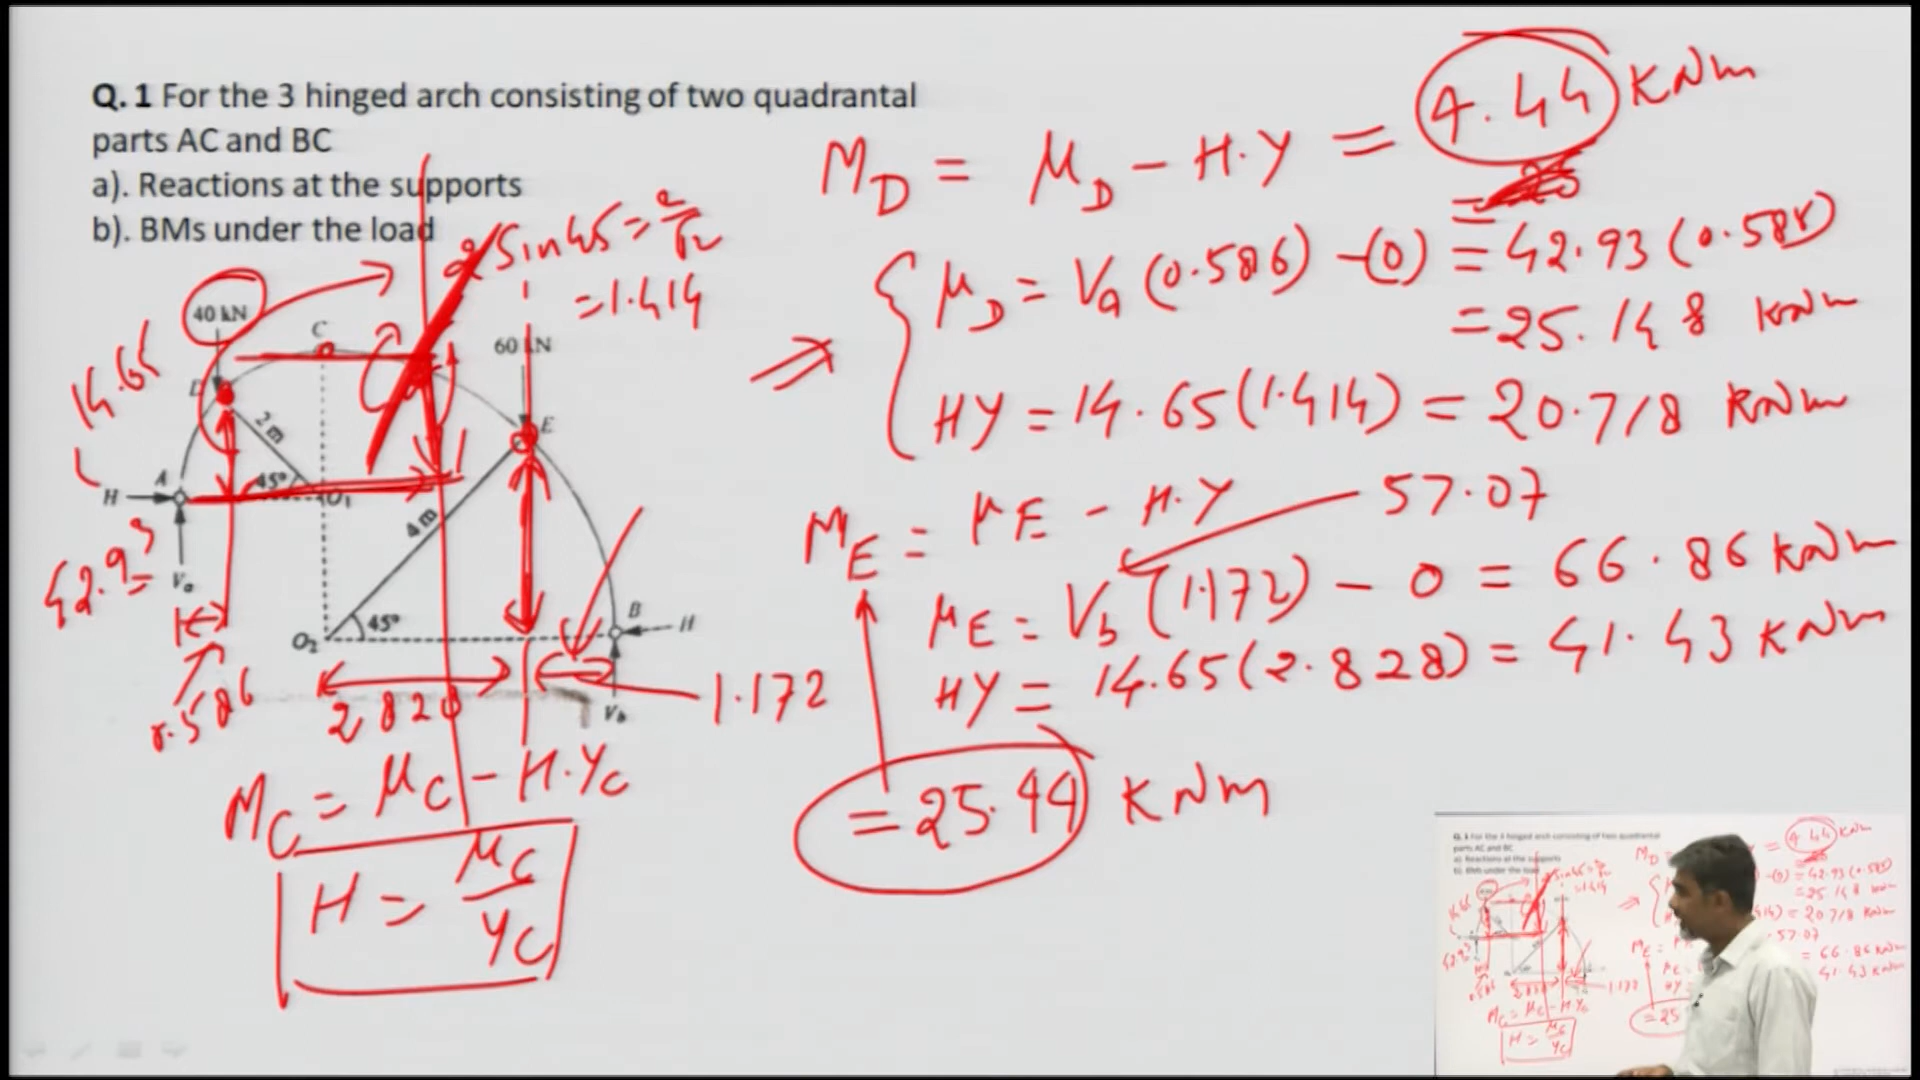 Q. 1 For the 3 hinged arch consisting of two quadrantal
parts AC and BC
a). Reactions at the supports
b). BMs under the load
2 Sin 45 = 2/√2
= 1.414
40 kN
C
60 kN
14.65
D
2 m
E
H
A
45°
O₁
4 m
42.93
Va
O₂
45°
B
H
0.586
2.828
1.172
Vb
MC = μC - H.YC
H = μC/YC
MD = μD - H.Y = 4.44 KNm
μD = Va (0.586) - (0) = 42.93 (0.586)
= 25.148 KNm
HY = 14.65 (1.414) = 20.718 KNm
ME = μE - H.Y
57.07
μE = Vb (1.172) - 0 = 66.86 KNm
HY = 14.65 (2.828) = 41.43 KNm
= 25.44 KNm